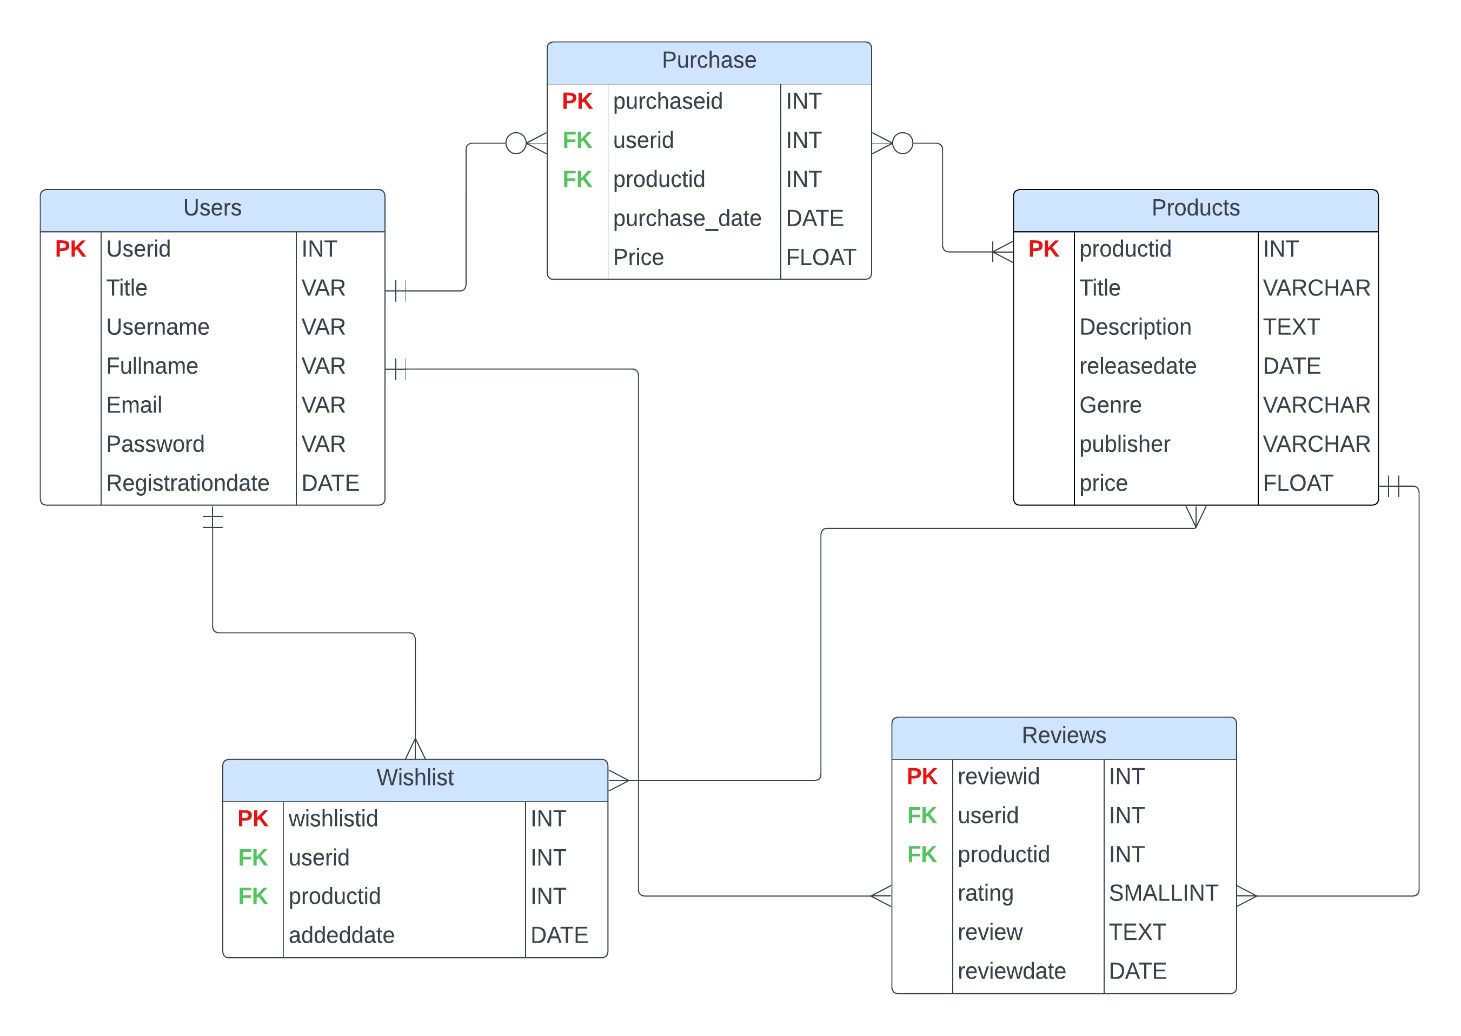 Purchase
PK purchaseid INT
FK userid INT
FK productid INT
purchase_date DATE
Price FLOAT
Users
PK Userid INT
Title VAR
Username VAR
Fullname VAR
Email VAR
Password VAR
Registrationdate DATE
Products
PK productid INT
Title VARCHAR
Description TEXT
releasedate DATE
Genre VARCHAR
publisher VARCHAR
price FLOAT
Wishlist
PK wishlistid INT
FK userid INT
FK productid INT
addeddate DATE
Reviews
PK reviewid INT
FK userid INT
FK productid INT
rating SMALLINT
review TEXT
reviewdate DATE